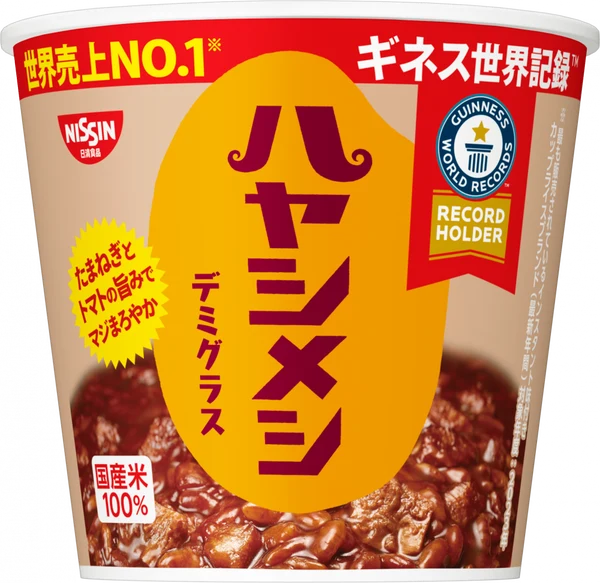 世界売上NO.1※
ギネス世界記録™
NISSIN
日清食品
GUINNESS
WORLD RECORDS™
RECORD
HOLDER
ハヤシメシ
デミグラス
たまねぎと
トマトの旨みで
マジまろやか
国産米
100%